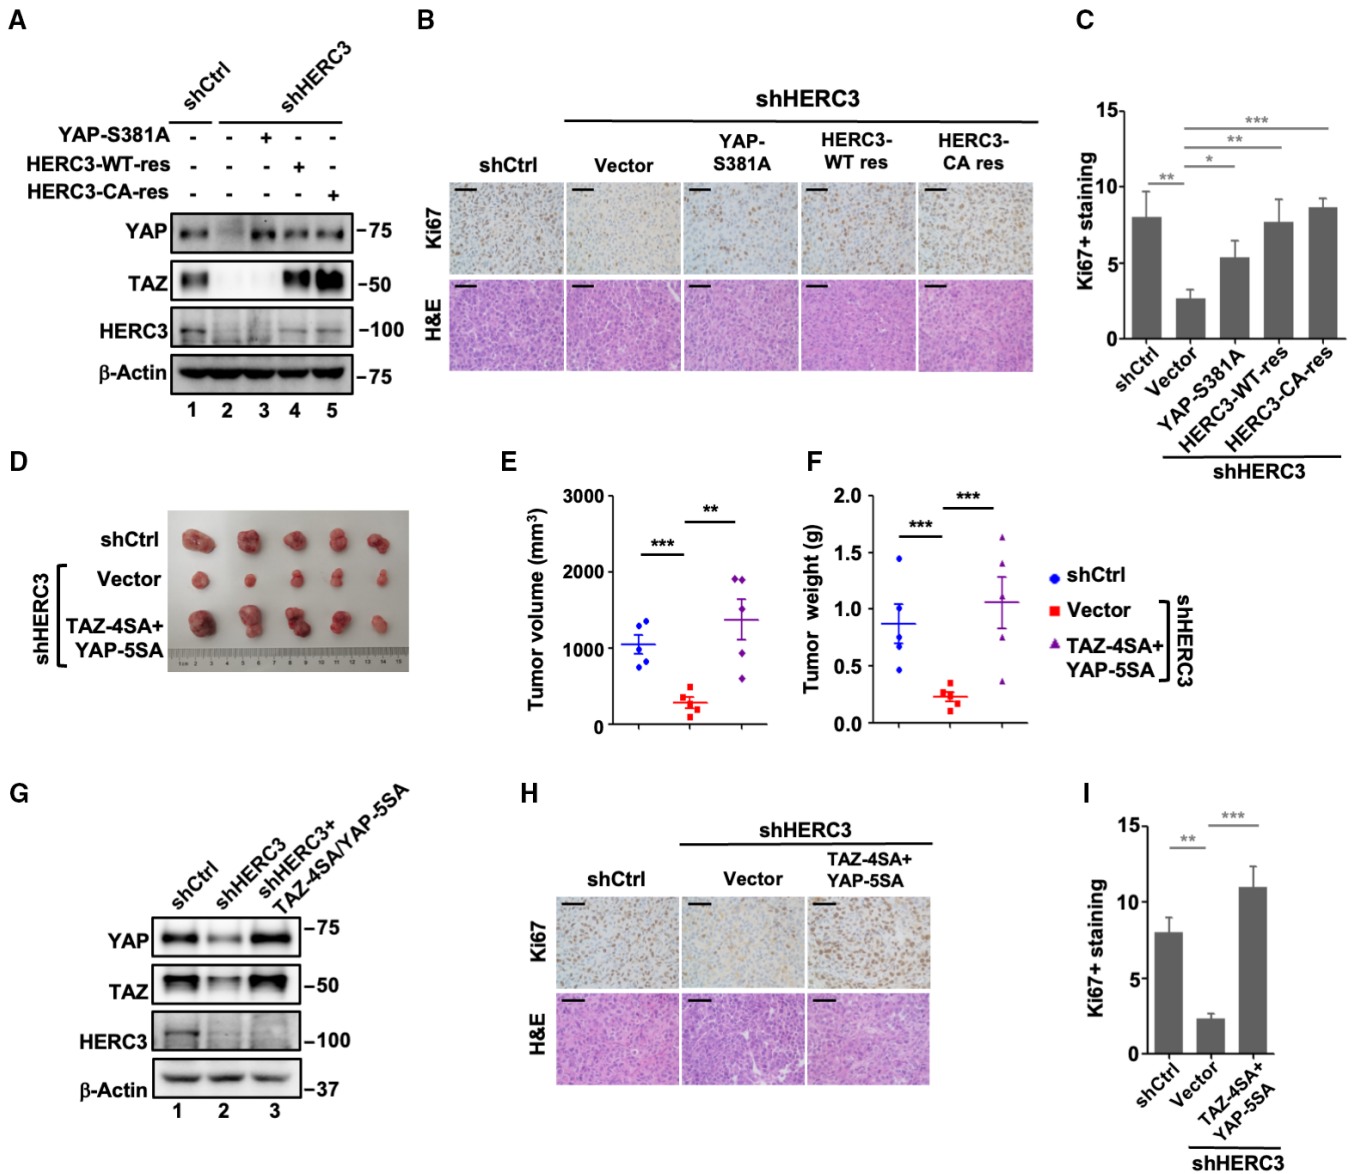 A
shCtrl
shHERC3
YAP-S381A - - + - -
HERC3-WT-res - - - + -
HERC3-CA-res - - - - +
YAP -75
TAZ -50
HERC3 -100
β-Actin -75
1 2 3 4 5
B
shHERC3
shCtrl
Vector
YAP-
S381A
HERC3-
WT res
HERC3-
CA res
Ki67
H&E
C
Ki67+ staining
15
10
5
0
**
*
**
***
shCtrl
Vector
YAP-S381A
HERC3-WT-res
HERC3-CA-res
shHERC3
D
shCtrl
Vector
TAZ-4SA+
YAP-5SA
shHERC3
E
Tumor volume (mm³)
3000
2000
1000
0
***
**
F
Tumor weight (g)
2.0
1.5
1.0
0.5
0.0
***
***
shCtrl
Vector
TAZ-4SA+
YAP-5SA
shHERC3
G
shCtrl
shHERC3
shHERC3+
TAZ-4SA/YAP-5SA
YAP -75
TAZ -50
HERC3 -100
β-Actin -37
1 2 3
H
shHERC3
shCtrl
Vector
TAZ-4SA+
YAP-5SA
Ki67
H&E
I
Ki67+ staining
15
10
5
0
**
***
shCtrl
Vector
TAZ-4SA+
YAP-5SA
shHERC3